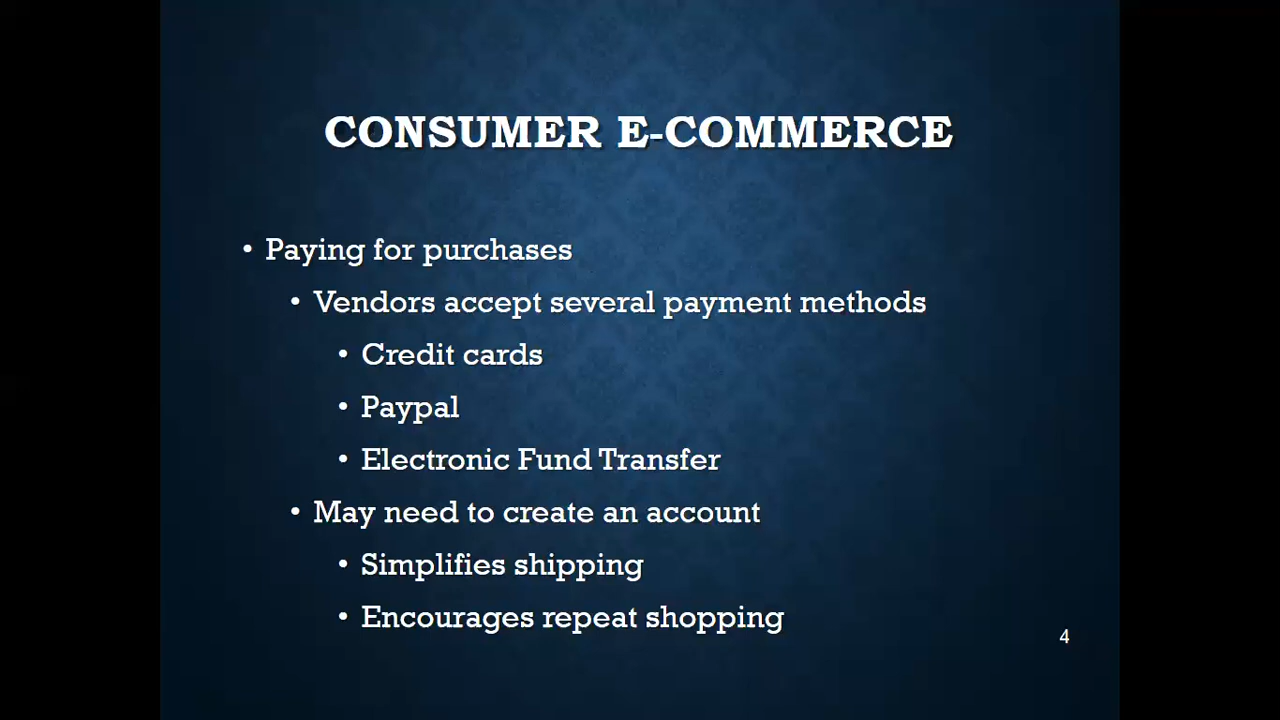 CONSUMER E-COMMERCE
• Paying for purchases
• Vendors accept several payment methods
• Credit cards
• Paypal
• Electronic Fund Transfer
• May need to create an account
• Simplifies shipping
• Encourages repeat shopping
4